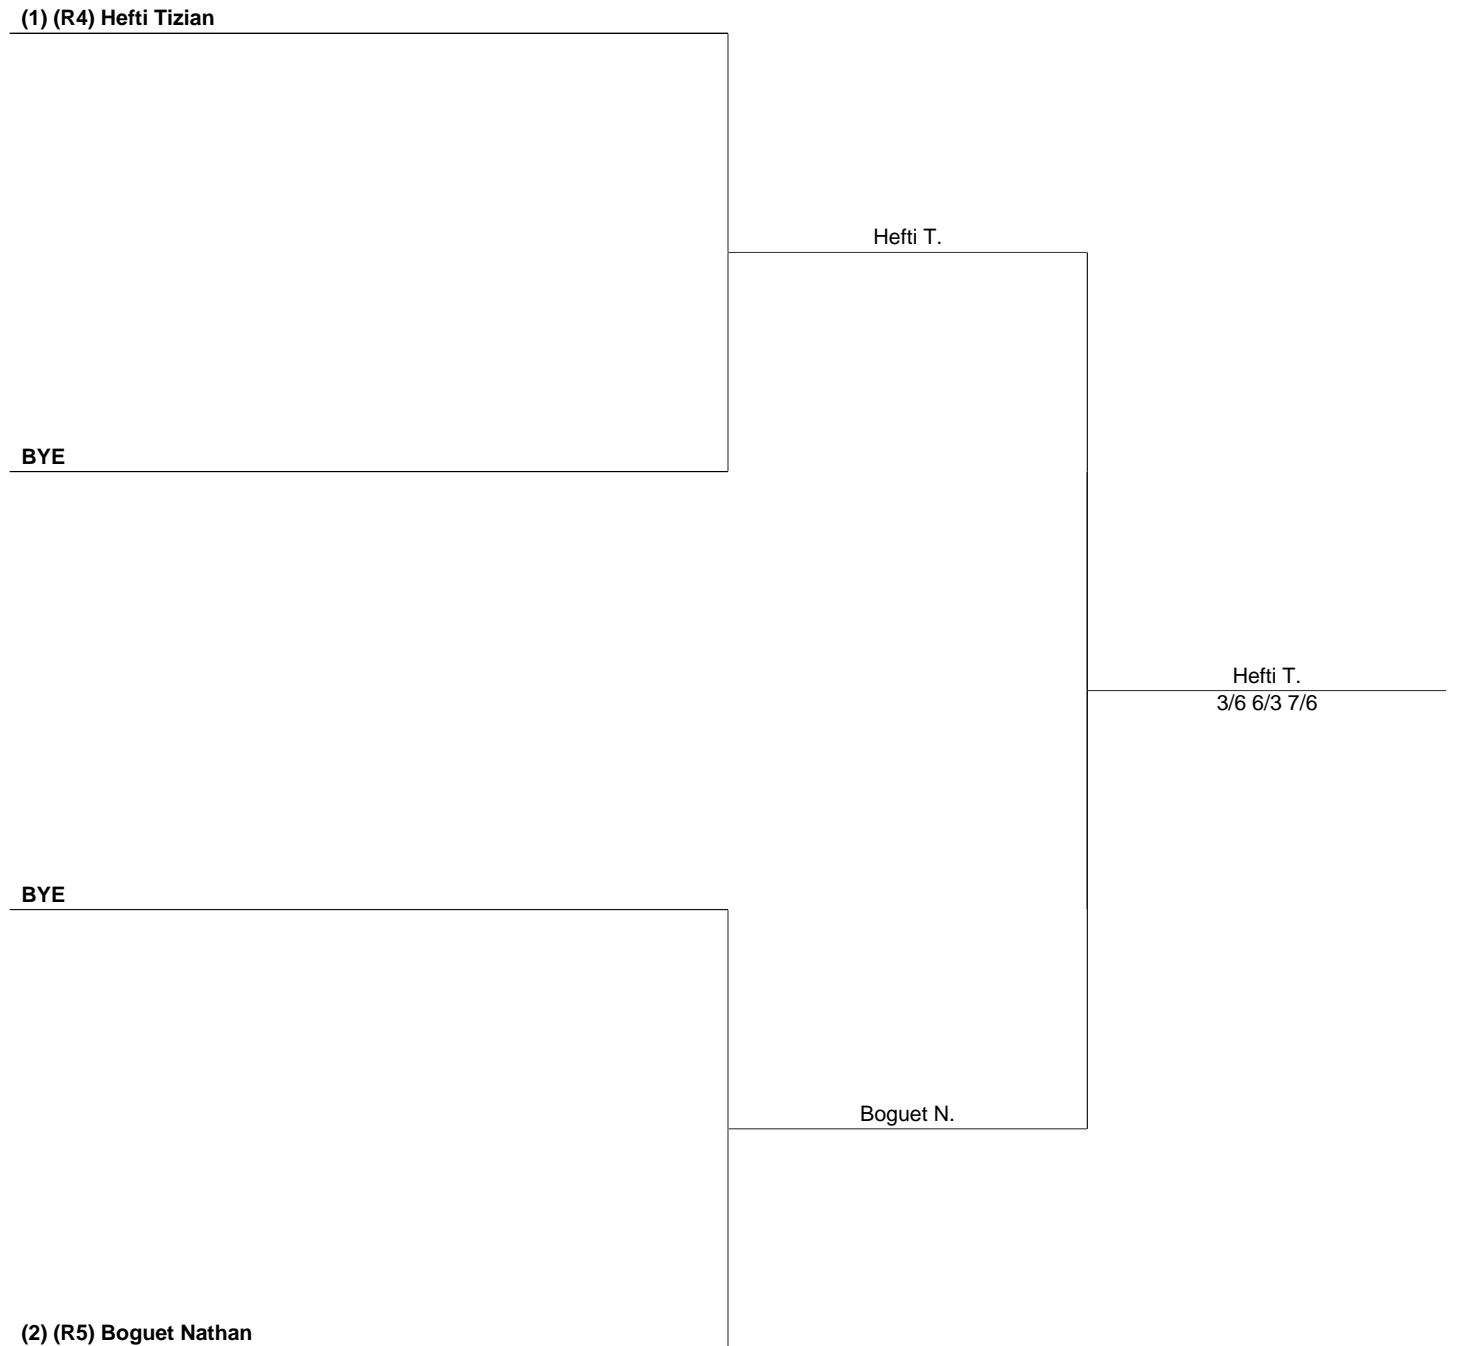 (1) (R4) Hefti Tizian
Hefti T.
BYE
Hefti T.
3/6 6/3 7/6
BYE
Boguet N.
(2) (R5) Boguet Nathan